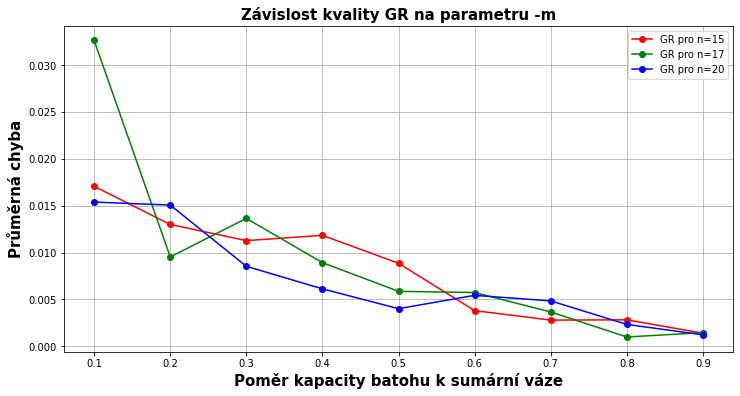 Závislost kvality GR na parametru -m
GR pro n=15
GR pro n=17
GR pro n=20
Průměrná chyba
0.030
0.025
0.020
0.015
0.010
0.005
0.000
0.1 0.2 0.3 0.4 0.5 0.6 0.7 0.8 0.9
Poměr kapacity batohu k sumární váze